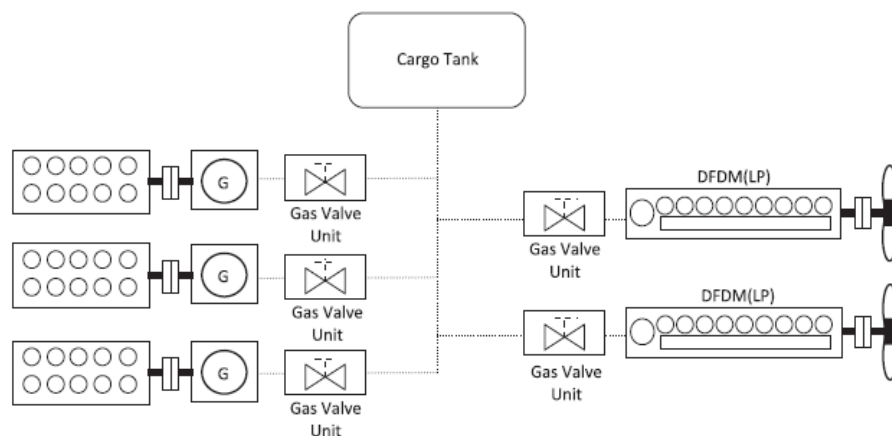 Cargo Tank
G
Gas Valve
Unit
G
Gas Valve
Unit
G
Gas Valve
Unit
DFDM(LP)
Gas Valve
Unit
DFDM(LP)
Gas Valve
Unit